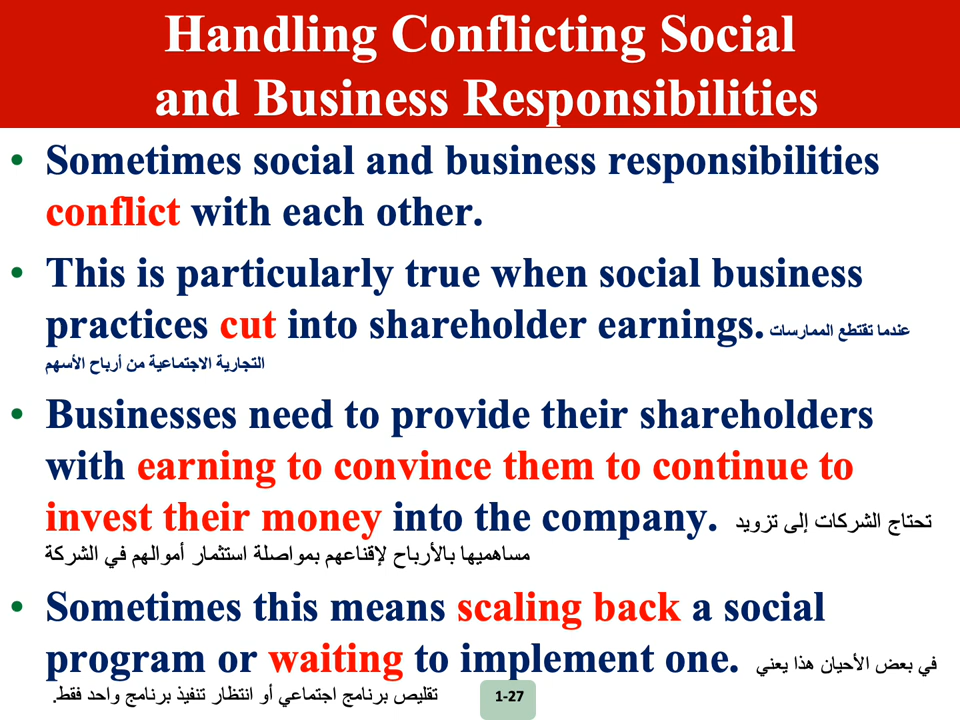 Handling Conflicting Social
and Business Responsibilities
• Sometimes social and business responsibilities
conflict with each other.
• This is particularly true when social business
practices cut into shareholder earnings. عندما تقتطع الممارسات
التجارية الاجتماعية من أرباح الأسهم
• Businesses need to provide their shareholders
with earning to convince them to continue to
invest their money into the company. تحتاج الشركات إلى تزويد
مساهميها بالأرباح لإقناعهم بمواصلة استثمار أموالهم في الشركة
• Sometimes this means scaling back a social
program or waiting to implement one. في بعض الأحيان هذا يعني
تقليص برنامج اجتماعي أو انتظار تنفيذ برنامج واحد فقط.
1-27